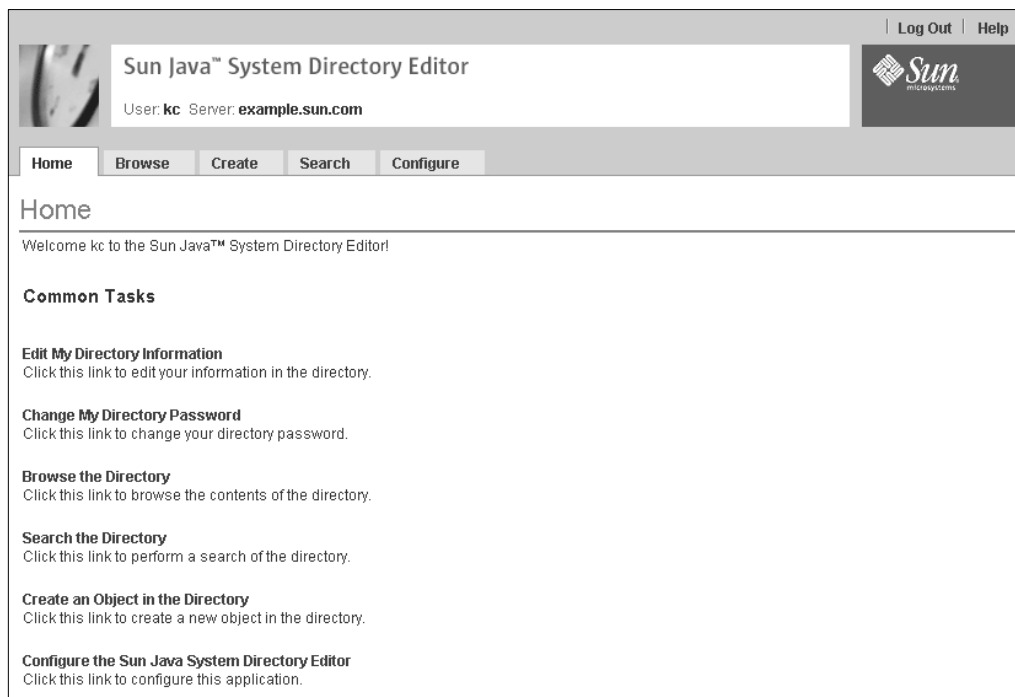 Log Out | Help
Sun Java™ System Directory Editor
User: kc Server: example.sun.com
Sun
microsystems
Home Browse Create Search Configure
Home
Welcome kc to the Sun Java™ System Directory Editor!
Common Tasks
Edit My Directory Information
Click this link to edit your information in the directory.
Change My Directory Password
Click this link to change your directory password.
Browse the Directory
Click this link to browse the contents of the directory.
Search the Directory
Click this link to perform a search of the directory.
Create an Object in the Directory
Click this link to create a new object in the directory.
Configure the Sun Java System Directory Editor
Click this link to configure this application.